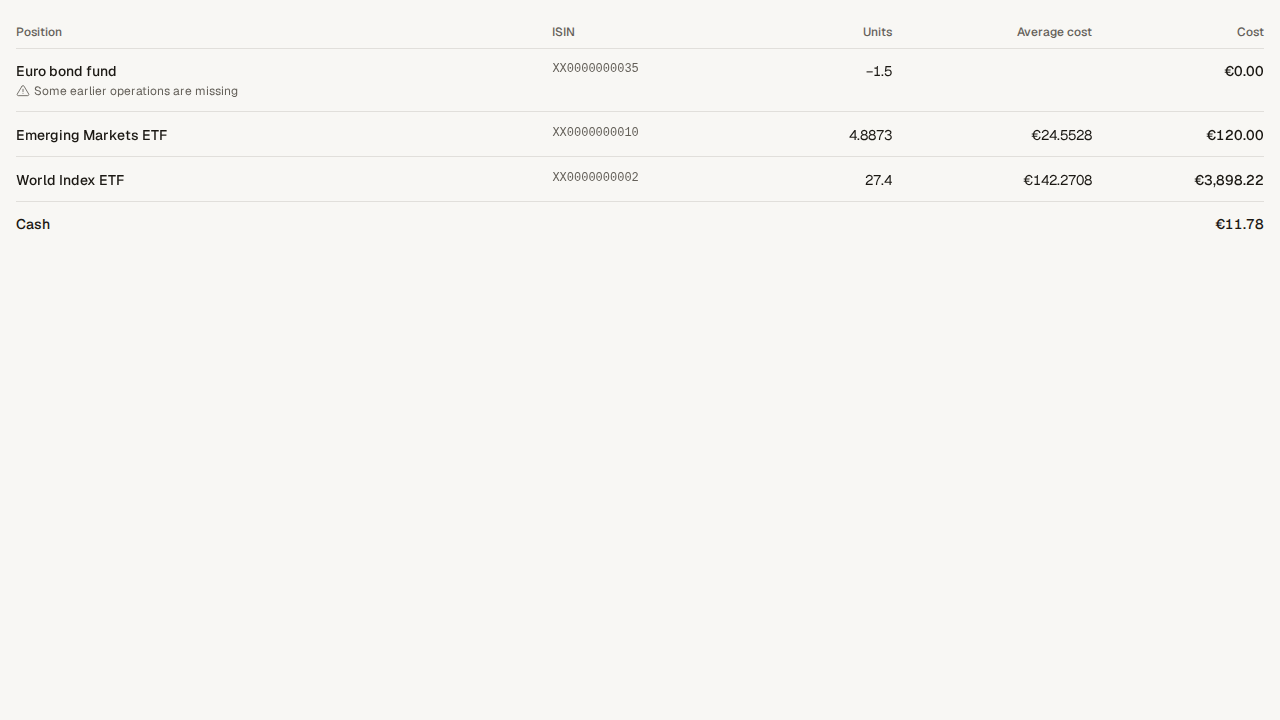 Position ISIN Units Average cost Cost
Euro bond fund XX0000000035 −1.5 €0.00
Some earlier operations are missing
Emerging Markets ETF XX0000000010 4.8873 €24.5528 €120.00
World Index ETF XX0000000002 27.4 €142.2708 €3,898.22
Cash €11.78